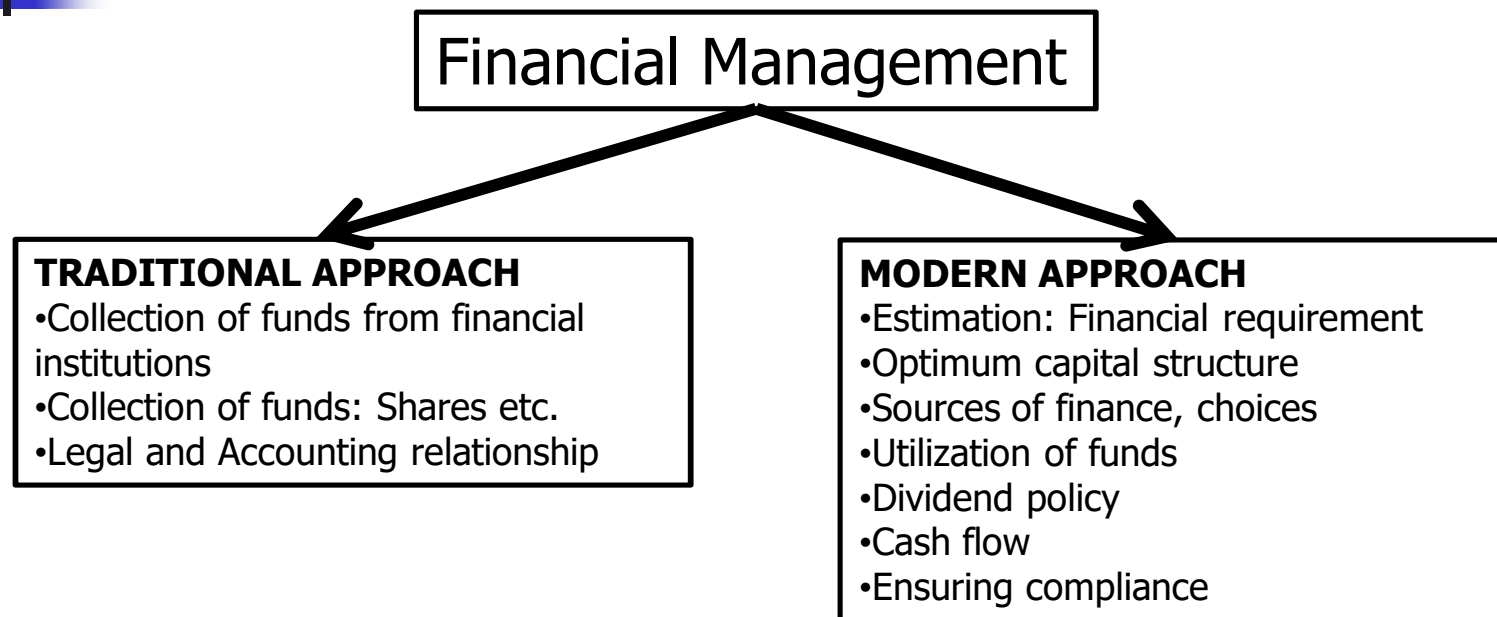 Financial Management
TRADITIONAL APPROACH
•Collection of funds from financial
institutions
•Collection of funds: Shares etc.
•Legal and Accounting relationship
MODERN APPROACH
•Estimation: Financial requirement
•Optimum capital structure
•Sources of finance, choices
•Utilization of funds
•Dividend policy
•Cash flow
•Ensuring compliance